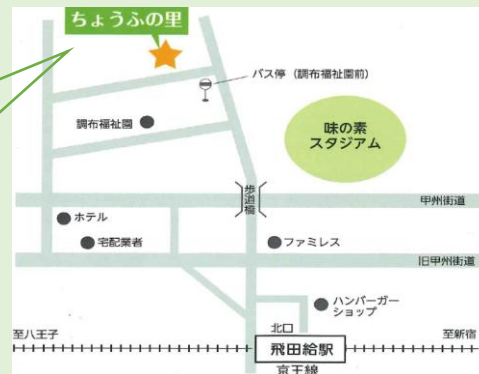 ちょうふの里
バス停（調布福祉園前）
調布福祉園
味の素
スタジアム
歩道橋
甲州街道
ホテル
宅配業者
ファミレス
旧甲州街道
ハンバーガー
ショップ
至八王子
北口
至新宿
飛田給駅
京王線